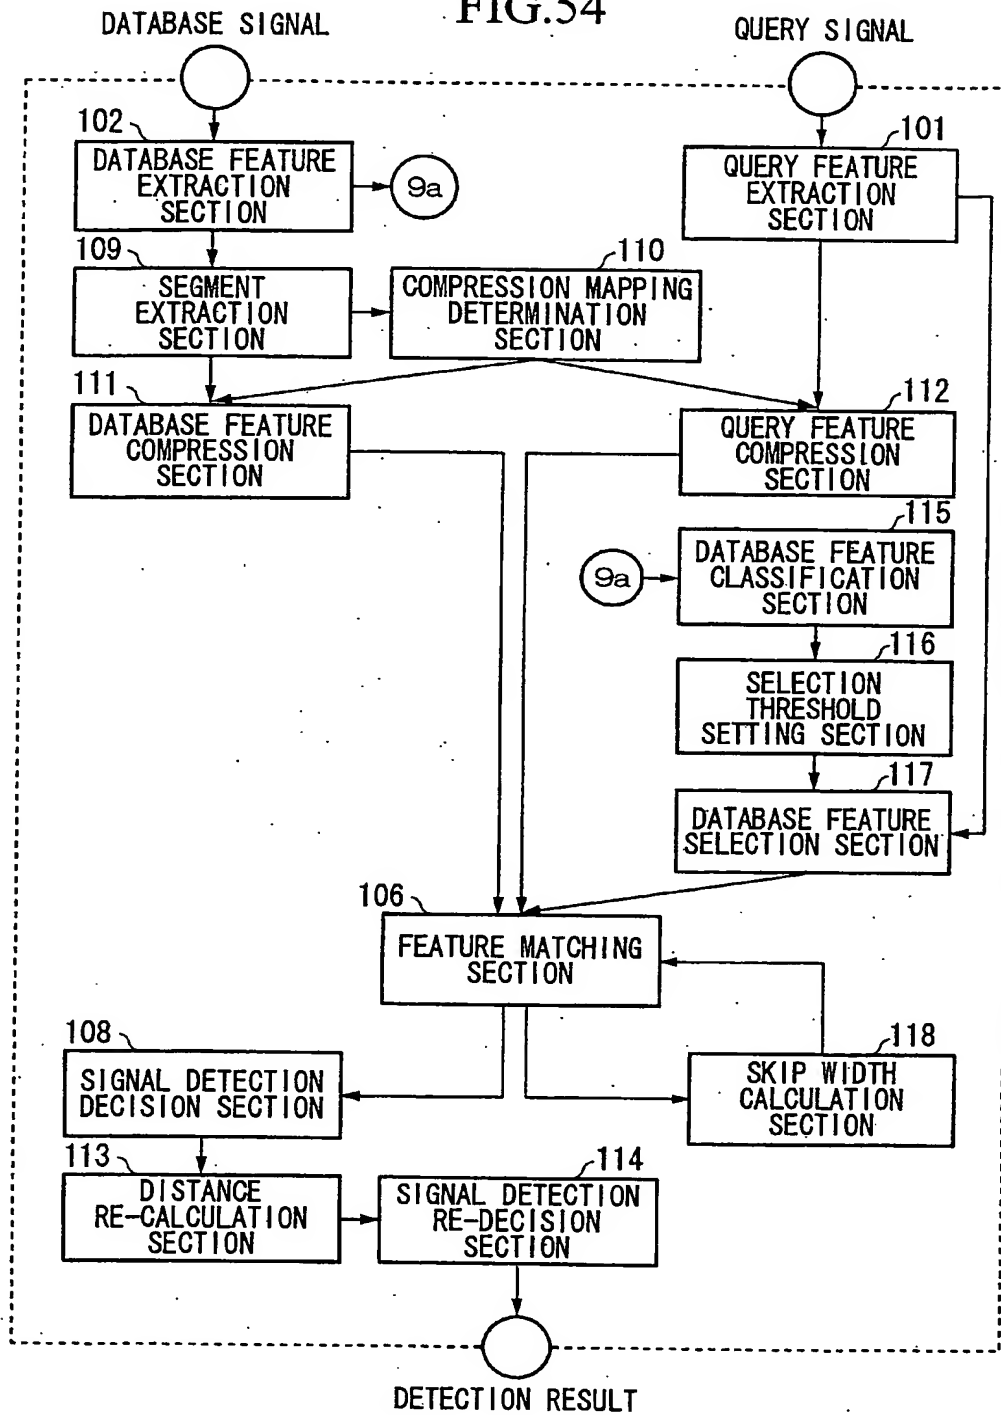 FIG.54
DATABASE SIGNAL
QUERY SIGNAL
102
DATABASE FEATURE
EXTRACTION
SECTION
9a
101
QUERY FEATURE
EXTRACTION
SECTION
109
SEGMENT
EXTRACTION
SECTION
110
COMPRESSION MAPPING
DETERMINATION
SECTION
111
DATABASE FEATURE
COMPRESSION
SECTION
112
QUERY FEATURE
COMPRESSION
SECTION
9a
115
DATABASE FEATURE
CLASSIFICATION
SECTION
116
SELECTION
THRESHOLD
SETTING SECTION
117
DATABASE FEATURE
SELECTION SECTION
106
FEATURE MATCHING
SECTION
108
SIGNAL DETECTION
DECISION SECTION
118
SKIP WIDTH
CALCULATION
SECTION
113
DISTANCE
RE-CALCULATION
SECTION
114
SIGNAL DETECTION
RE-DECISION
SECTION
DETECTION RESULT